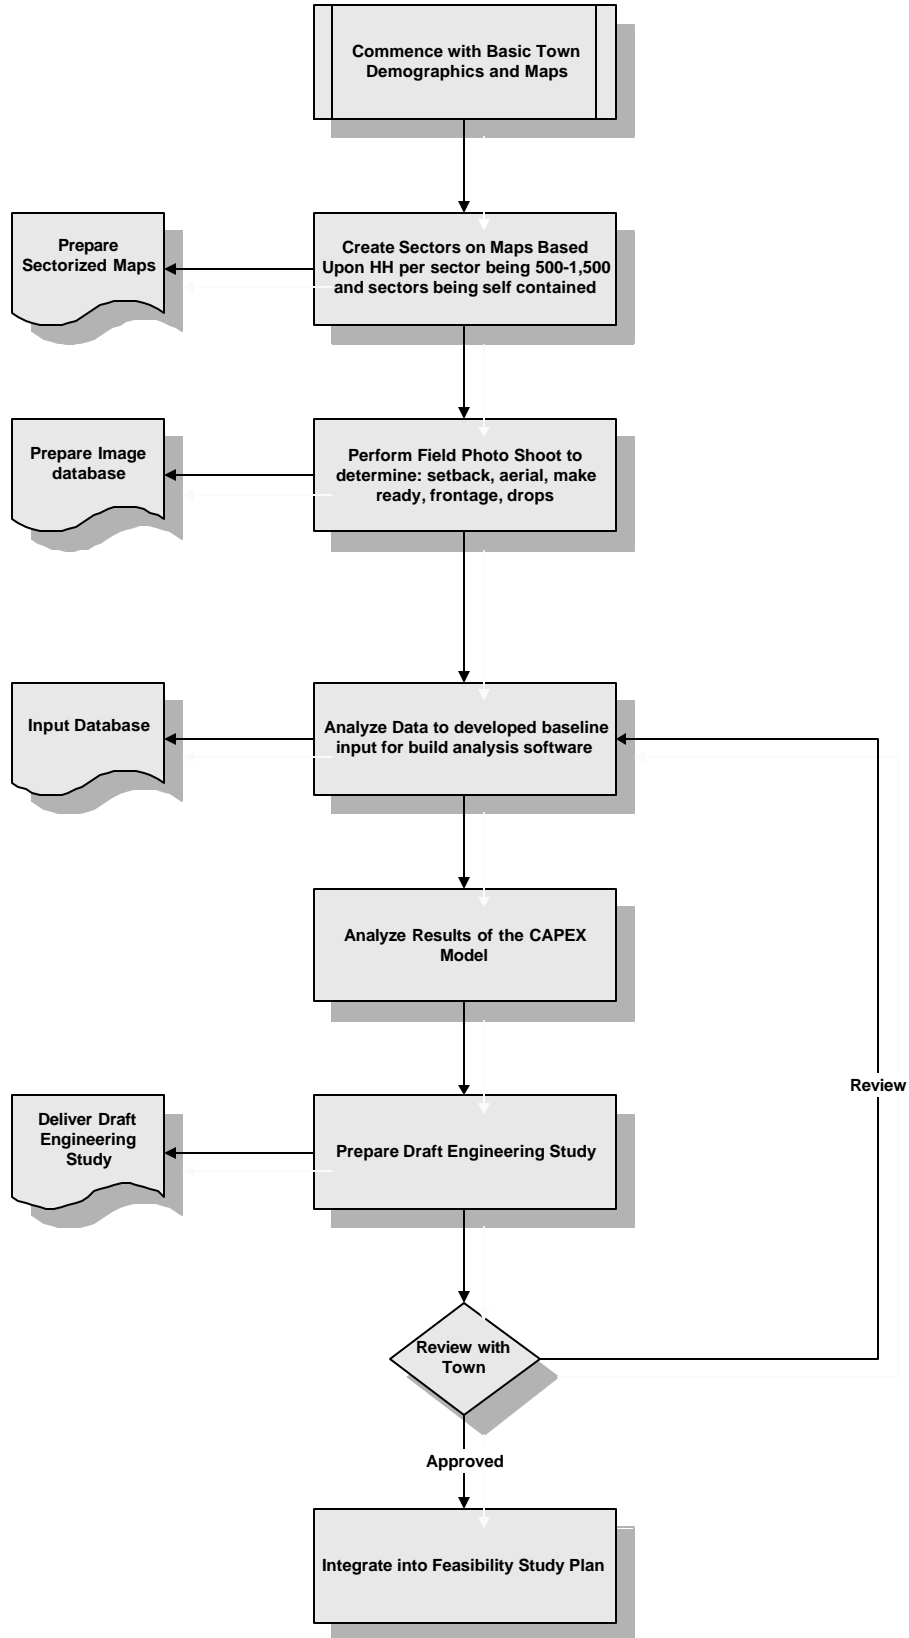 Commence with Basic Town
Demographics and Maps
Prepare
Sectorized Maps
Create Sectors on Maps Based
Upon HH per sector being 500-1,500
and sectors being self contained
Prepare Image
database
Perform Field Photo Shoot to
determine: setback, aerial, make
ready, frontage, drops
Input Database
Analyze Data to developed baseline
input for build analysis software
Analyze Results of the CAPEX
Model
Review
Deliver Draft
Engineering
Study
Prepare Draft Engineering Study
Review with
Town
Approved
Integrate into Feasibility Study Plan